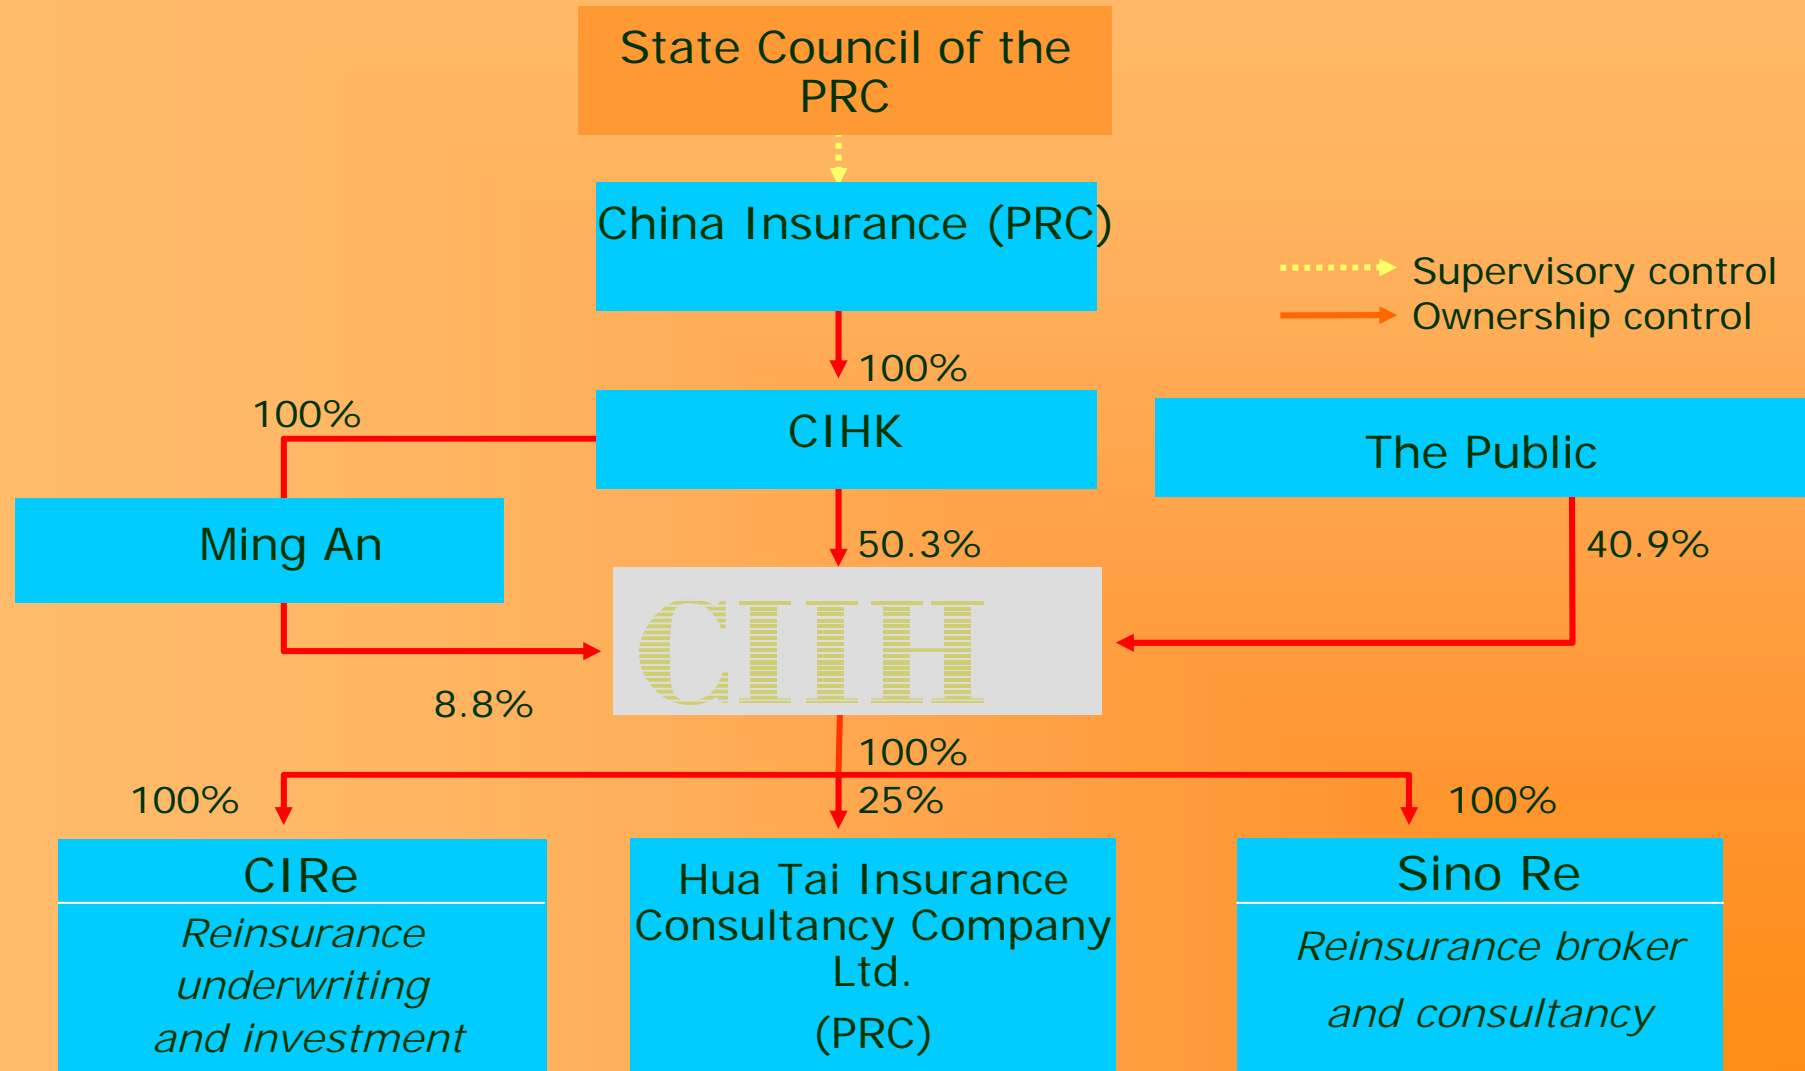 State Council of the
PRC
China Insurance (PRC)
Supervisory control
Ownership control
100%
100%
CIHK
The Public
Ming An
50.3%
40.9%
CIIH
8.8%
100%
100%
25%
100%
CIRe
Reinsurance
underwriting
and investment
Hua Tai Insurance
Consultancy Company
Ltd.
(PRC)
Sino Re
Reinsurance broker
and consultancy